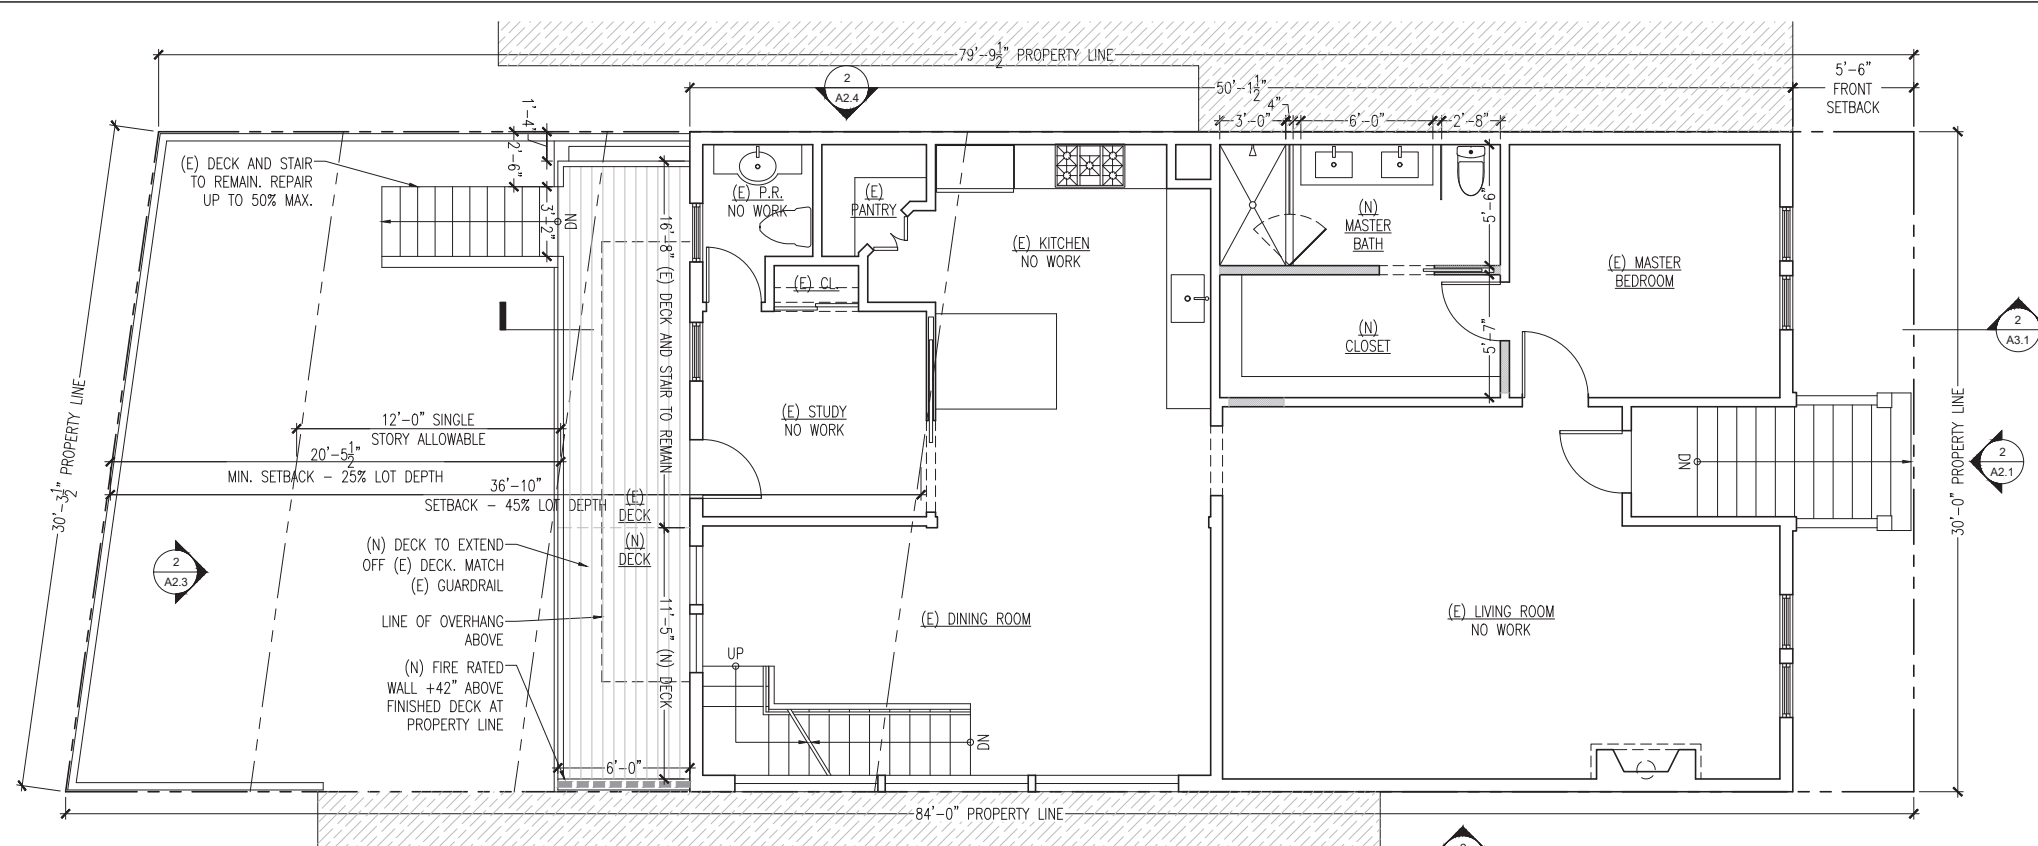 79'-9½" PROPERTY LINE
5'-6"
FRONT
SETBACK
2
A2.4
50'-1½"
4"
3'-0"
6'-0"
2'-8"
1'-4"
2'-6"
3'-2"
(E) DECK AND STAIR
TO REMAIN. REPAIR
UP TO 50% MAX.
DN
16'-8" (E) DECK AND STAIR TO REMAIN
(E) P.R.
NO WORK
(E)
PANTRY
(E) CL.
(E) KITCHEN
NO WORK
(N)
MASTER
BATH
5'-6"
(E) MASTER
BEDROOM
(N)
CLOSET
5'-7"
2
A3.1
30'-3½" PROPERTY LINE
12'-0" SINGLE
STORY ALLOWABLE
20'-5½"
MIN. SETBACK - 25% LOT DEPTH
36'-10"
SETBACK - 45% LOT DEPTH
(E) STUDY
NO WORK
(E)
DECK
(N)
DECK
DN
2
A2.1
30'-0" PROPERTY LINE
2
A2.3
(N) DECK TO EXTEND
OFF (E) DECK. MATCH
(E) GUARDRAIL
LINE OF OVERHANG
ABOVE
(N) FIRE RATED
WALL +42" ABOVE
FINISHED DECK AT
PROPERTY LINE
11'-5" (N) DECK
6'-0"
UP
DN
(E) DINING ROOM
(E) LIVING ROOM
NO WORK
84'-0" PROPERTY LINE